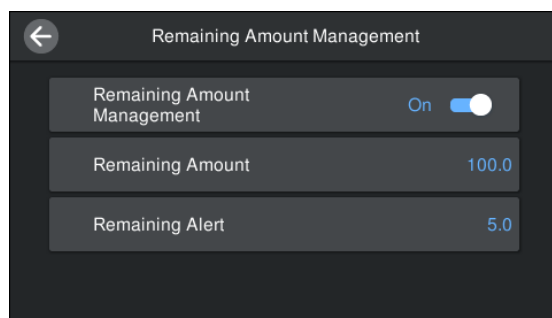 Remaining Amount Management
Remaining Amount
Management
On
Remaining Amount
100.0
Remaining Alert
5.0